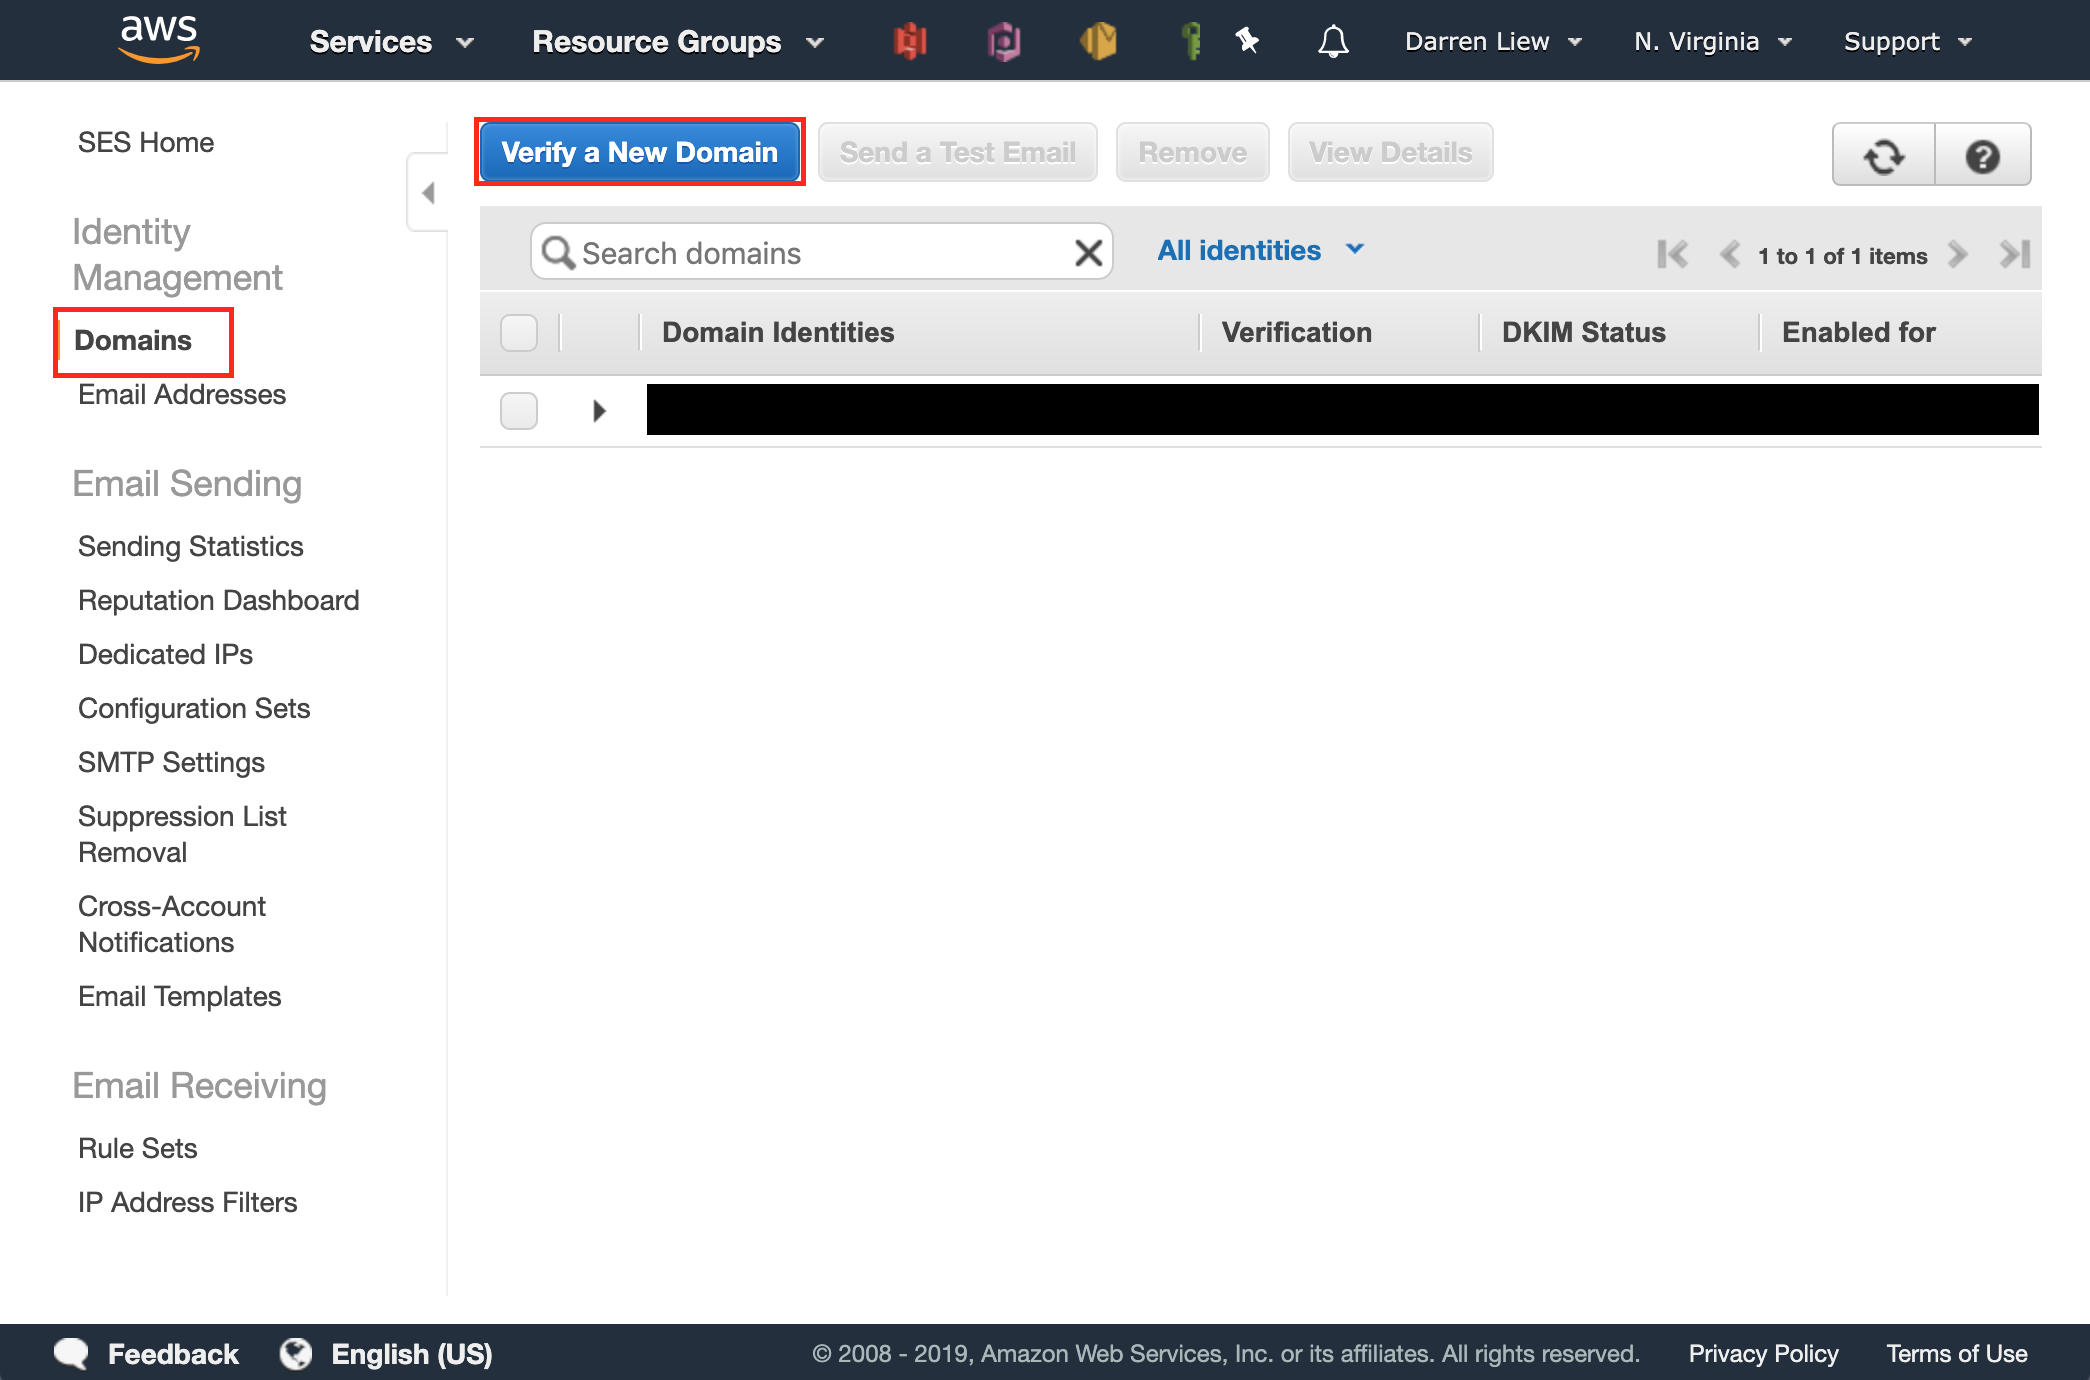 aws
Services
Resource Groups
Darren Liew
N. Virginia
Support
SES Home
Identity
Management
Domains
Email Addresses
Email Sending
Sending Statistics
Reputation Dashboard
Dedicated IPs
Configuration Sets
SMTP Settings
Suppression List
Removal
Cross-Account
Notifications
Email Templates
Email Receiving
Rule Sets
IP Address Filters
Verify a New Domain
Send a Test Email
Remove
View Details
?
Search domains
All identities
1 to 1 of 1 items
Domain Identities
Verification
DKIM Status
Enabled for
Feedback
English (US)
© 2008 - 2019, Amazon Web Services, Inc. or its affiliates. All rights reserved.
Privacy Policy
Terms of Use